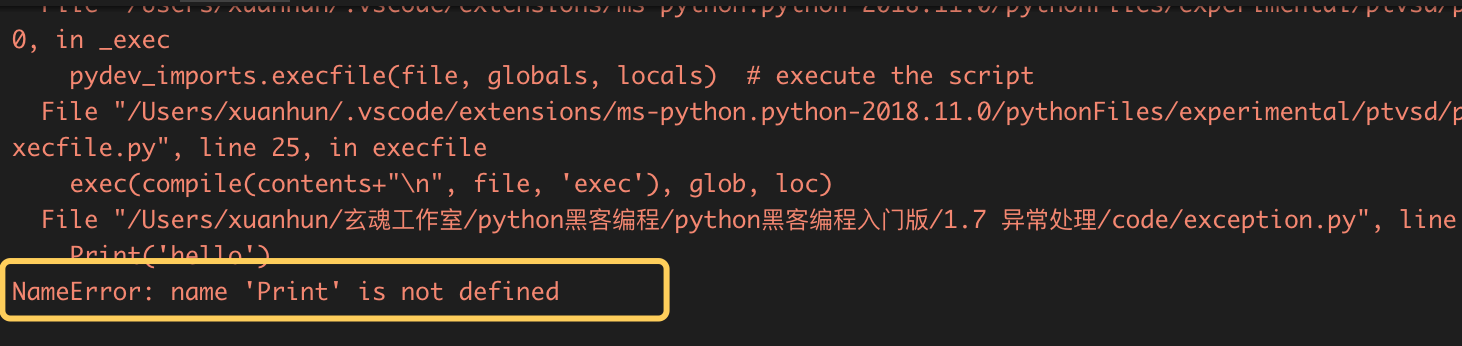 File "/Users/xuanhun/.vscode/extensions/ms-python.python-2018.11.0/pythonFiles/experimental/ptvsd/p
0, in _exec
pydev_imports.execfile(file, globals, locals)  # execute the script
File "/Users/xuanhun/.vscode/extensions/ms-python.python-2018.11.0/pythonFiles/experimental/ptvsd/p
xecfile.py", line 25, in execfile
exec(compile(contents+"\n", file, 'exec'), glob, loc)
File "/Users/xuanhun/玄魂工作室/python黑客编程/python黑客编程入门版/1.7 异常处理/code/exception.py", line
Print('hello')
NameError: name 'Print' is not defined